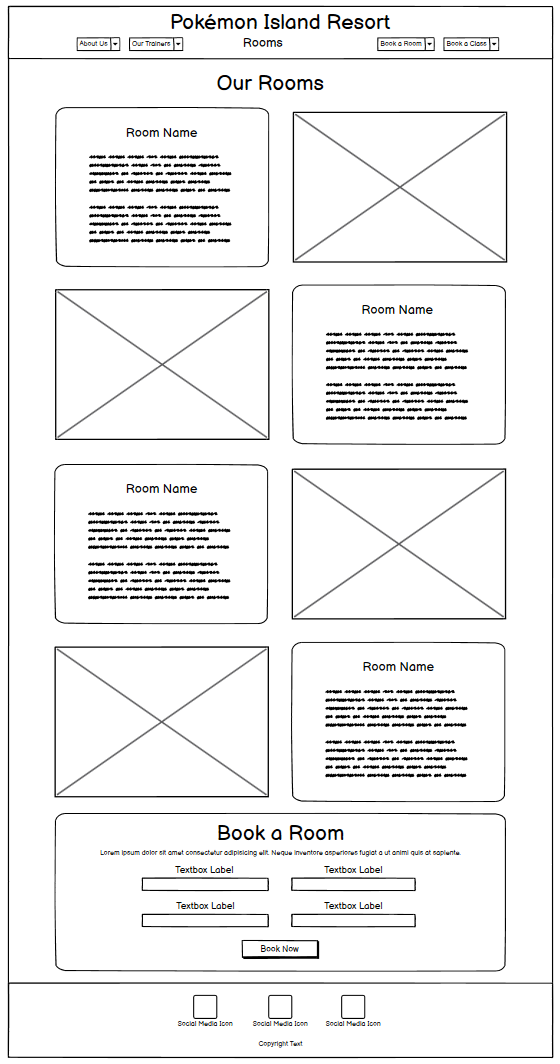 Pokémon Island Resort
About Us
Our Trainers
Rooms
Book a Room
Book a Class
Our Rooms
Room Name
Room Name
Room Name
Room Name
Book a Room
Lorem ipsum dolor sit amet consectetur adipisicing elit. Neque inventore asperiores fugiat a ut animi quis at sapiente.
Textbox Label
Textbox Label
Textbox Label
Textbox Label
Book Now
Social Media Icon
Social Media Icon
Social Media Icon
Copyright Text